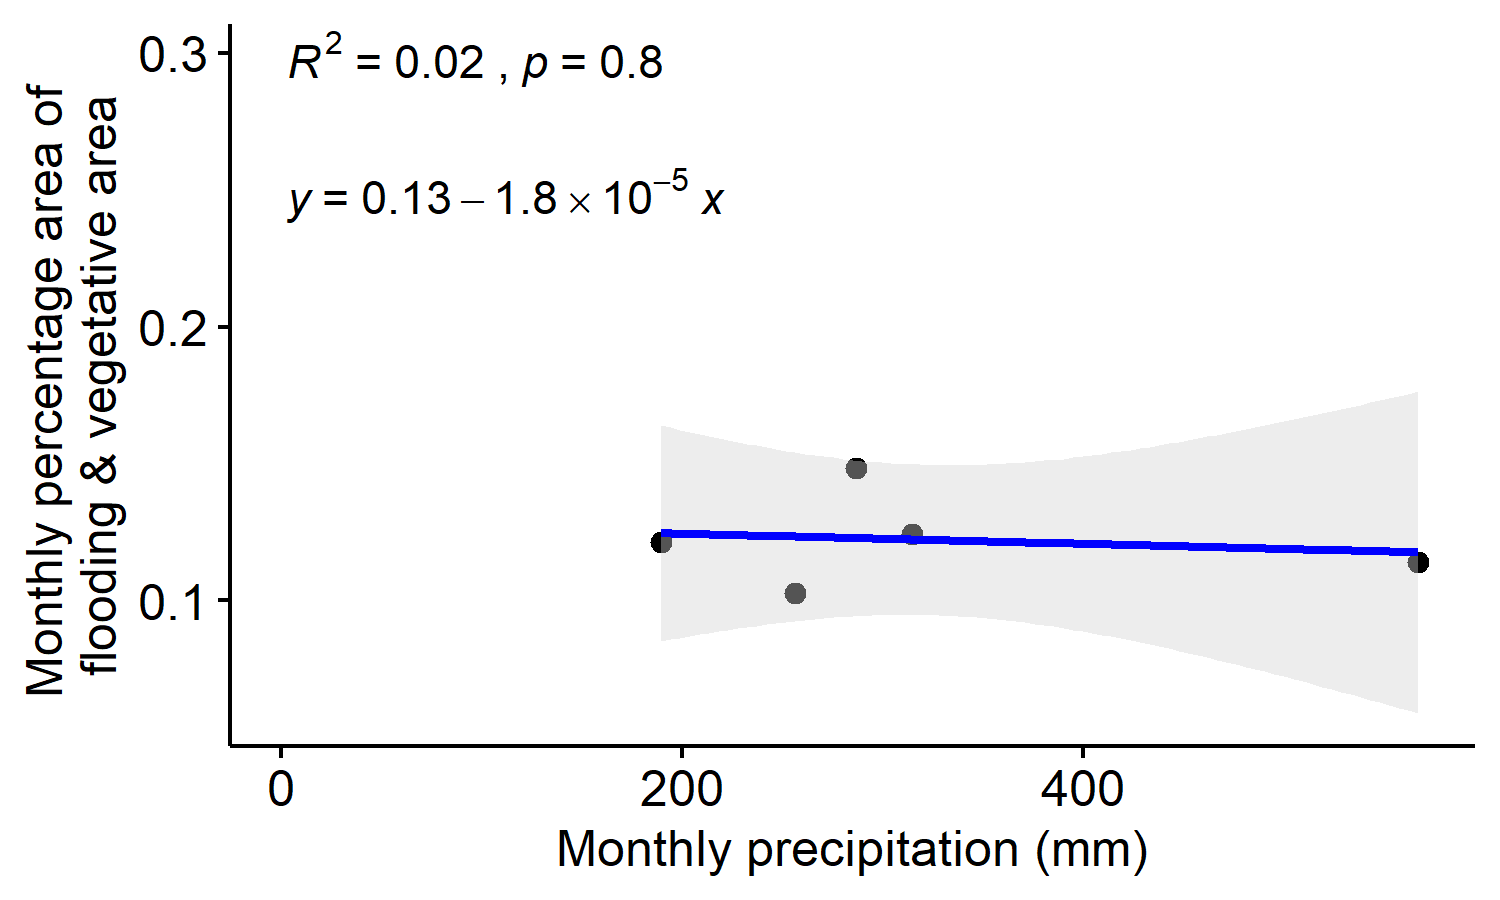 Monthly percentage area of
flooding & vegetative area
0.3
0.2
0.1
R² = 0.02 , p = 0.8
y = 0.13 – 1.8 × 10⁻⁵ x
0 200 400
Monthly precipitation (mm)